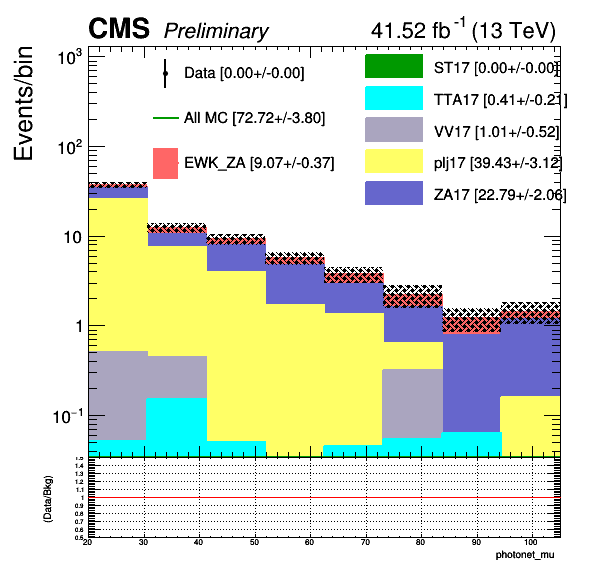 CMS Preliminary 41.52 fb⁻¹ (13 TeV)
Events/bin
Data [0.00+/-0.00]
All MC [72.72+/-3.80]
EWK_ZA [9.07+/-0.37]
ST17 [0.00+/-0.00]
TTA17 [0.41+/-0.21]
VV17 [1.01+/-0.52]
plj17 [39.43+/-3.12]
ZA17 [22.79+/-2.06]
10³
10²
10
1
10⁻¹
(Data/Bkg)
1.5
1.4
1.3
1.2
1.1
1
0.9
0.8
0.7
0.6
0.5
20 30 40 50 60 70 80 90 100
photonet_mu